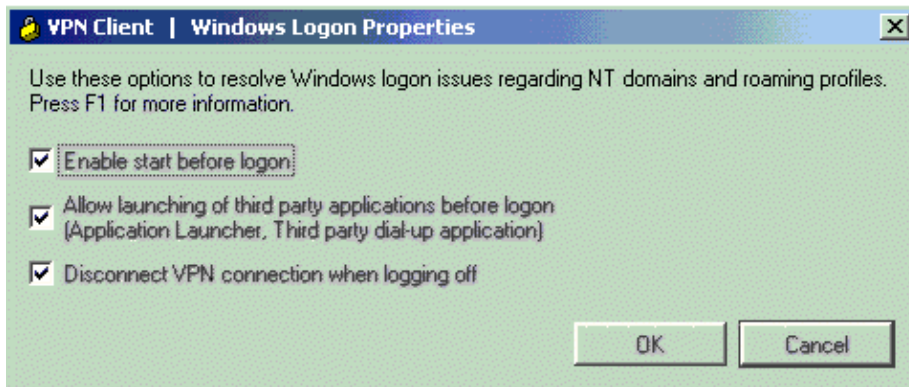 VPN Client | Windows Logon Properties
Use these options to resolve Windows logon issues regarding NT domains and roaming profiles.
Press F1 for more information.
Enable start before logon
Allow launching of third party applications before logon
(Application Launcher, Third party dial-up application)
Disconnect VPN connection when logging off
OK
Cancel